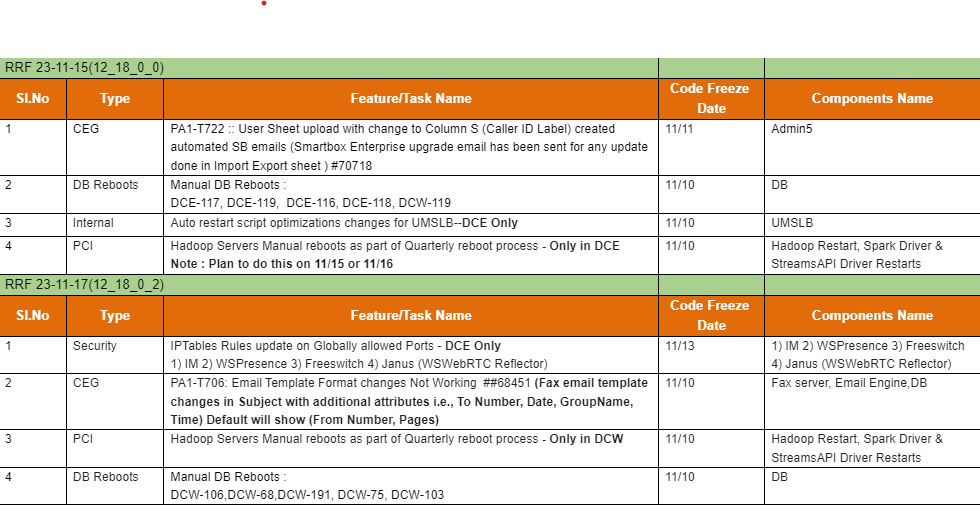 RRF 23-11-15(12_18_0_0)
Sl.No Type Feature/Task Name Code Freeze Date Components Name
1 CEG PA1-T722 :: User Sheet upload with change to Column S (Caller ID Label) created 11/11 Admin5
automated SB emails (Smartbox Enterprise upgrade email has been sent for any update
done in Import Export sheet ) #70718
2 DB Reboots Manual DB Reboots : 11/10 DB
DCE-117, DCE-119,  DCE-116, DCE-118, DCW-119
3 Internal Auto restart script optimizations changes for UMSLB--DCE Only 11/10 UMSLB
4 PCI Hadoop Servers Manual reboots as part of Quarterly reboot process - Only in DCE 11/10 Hadoop Restart, Spark Driver &
Note : Plan to do this on 11/15 or 11/16 StreamsAPI Driver Restarts
RRF 23-11-17(12_18_0_2)
Sl.No Type Feature/Task Name Code Freeze Date Components Name
1 Security IPTables Rules update on Globally allowed Ports - DCE Only 11/13 1) IM 2) WSPresence 3) Freeswitch
1) IM 2) WSPresence 3) Freeswitch 4) Janus (WSWebRTC Reflector) 4) Janus (WSWebRTC Reflector)
2 CEG PA1-T706: Email Template Format changes Not Working  ##68451 (Fax email template 11/10 Fax server, Email Engine,DB
changes in Subject with additional attributes i.e., To Number, Date, GroupName,
Time) Default will show (From Number, Pages)
3 PCI Hadoop Servers Manual reboots as part of Quarterly reboot process - Only in DCW 11/10 Hadoop Restart, Spark Driver &
StreamsAPI Driver Restarts
4 DB Reboots Manual DB Reboots : 11/10 DB
DCW-106,DCW-68,DCW-191, DCW-75, DCW-103